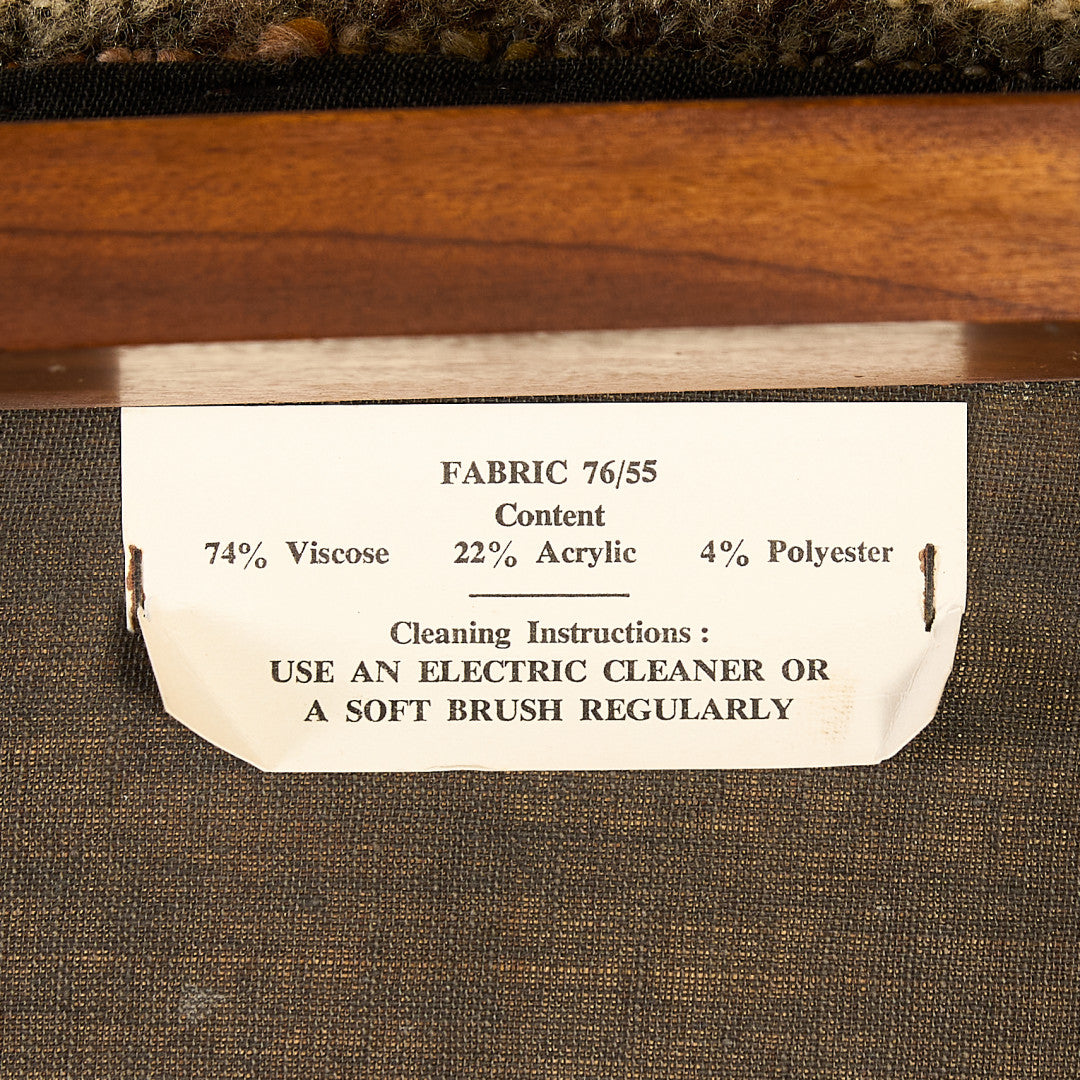 FABRIC 76/55
Content
74% Viscose 22% Acrylic 4% Polyester
Cleaning Instructions :
USE AN ELECTRIC CLEANER OR
A SOFT BRUSH REGULARLY